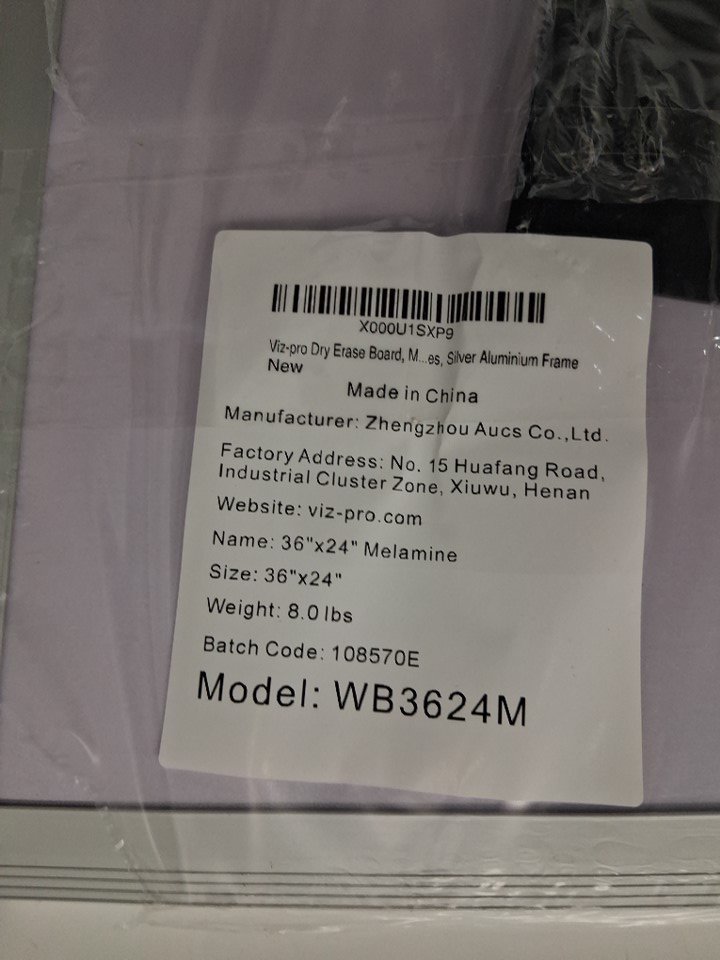 X000U1SXP9
Viz-pro Dry Erase Board, M...es, Silver Aluminium Frame
New
Made in China
Manufacturer: Zhengzhou Aucs Co.,Ltd.
Factory Address: No. 15 Huafang Road,
Industrial Cluster Zone, Xiuwu, Henan
Website: viz-pro.com
Name: 36"x24" Melamine
Size: 36"x24"
Weight: 8.0 lbs
Batch Code: 108570E
Model: WB3624M